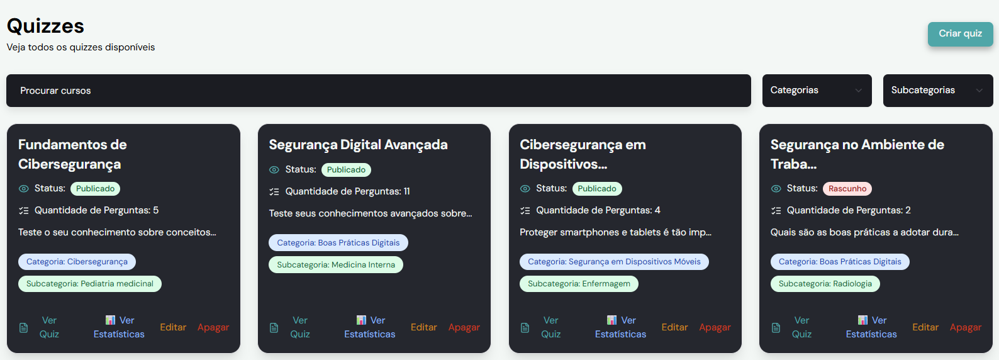 Quizzes
Veja todos os quizzes disponíveis
Criar quiz
Procurar cursos
Categorias
Subcategorias
Fundamentos de
Cibersegurança
Status: Publicado
Quantidade de Perguntas: 5
Teste o seu conhecimento sobre conceitos...
Categoria: Cibersegurança
Subcategoria: Pediatria medicinal
Ver
Quiz
Ver
Estatísticas
Editar
Apagar
Segurança Digital Avançada
Status: Publicado
Quantidade de Perguntas: 11
Teste seus conhecimentos avançados sobre...
Categoria: Boas Práticas Digitais
Subcategoria: Medicina Interna
Ver
Quiz
Ver
Estatísticas
Editar
Apagar
Cibersegurança em
Dispositivos...
Status: Publicado
Quantidade de Perguntas: 4
Proteger smartphones e tablets é tão imp...
Categoria: Segurança em Dispositivos Móveis
Subcategoria: Enfermagem
Ver
Quiz
Ver
Estatísticas
Editar
Apagar
Segurança no Ambiente de
Traba...
Status: Rascunho
Quantidade de Perguntas: 2
Quais são as boas práticas a adotar dura...
Categoria: Boas Práticas Digitais
Subcategoria: Radiologia
Ver
Quiz
Ver
Estatísticas
Editar
Apagar